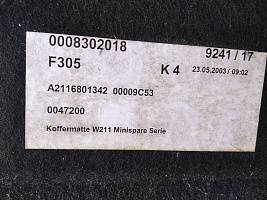 0008302018 9241 / 17
F305 K 4 23.05.2003 / 09:02
A2116801342 00009C53
0047200
Koffermatte W211 Minispare Serie